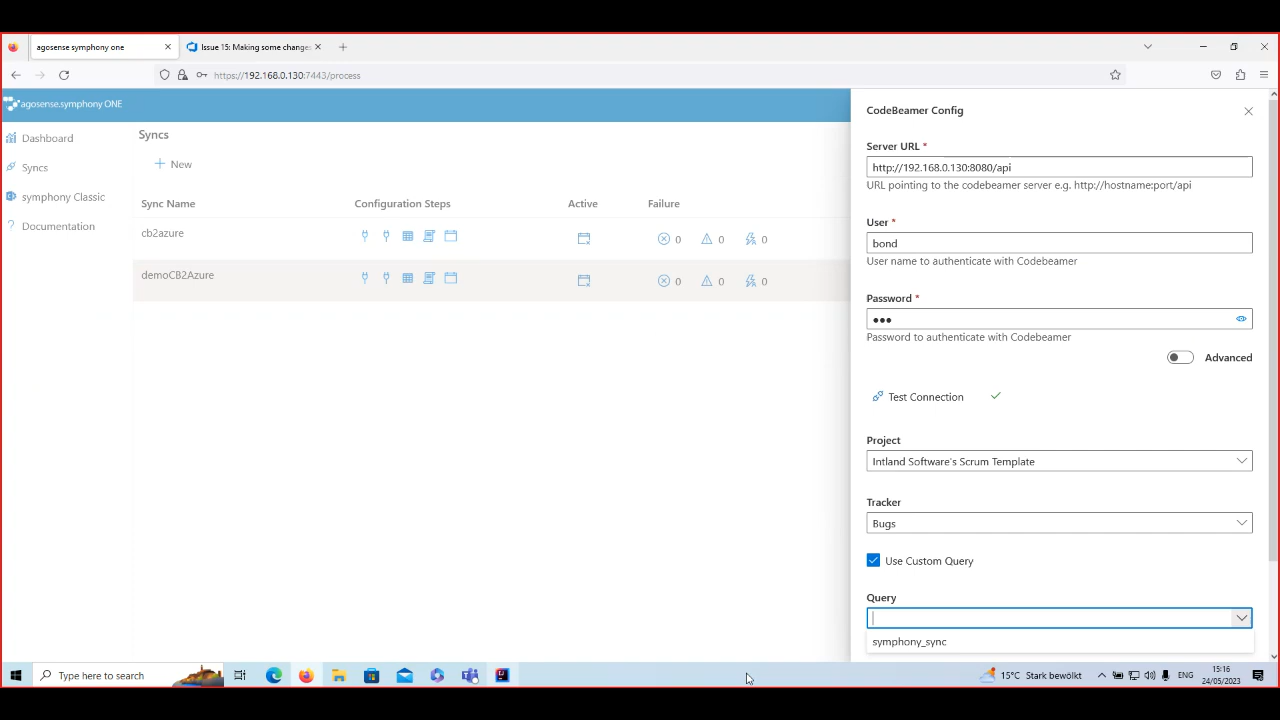 agosense symphony one
Issue 15: Making some changes
https://192.168.0.130:7443/process
agosense.symphony ONE
Dashboard
Syncs
symphony Classic
Documentation
Syncs
New
Sync Name
Configuration Steps
Active
Failure
cb2azure
0
0
0
demoCB2Azure
0
0
0
CodeBeamer Config
Server URL *
http://192.168.0.130:8080/api
URL pointing to the codebeamer server e.g. http://hostname:port/api
User *
bond
User name to authenticate with Codebeamer
Password *
●●●
Password to authenticate with Codebeamer
Advanced
Test Connection
Project
Intland Software's Scrum Template
Tracker
Bugs
Use Custom Query
Query
symphony_sync
Type here to search
15°C Stark bewölkt
ENG
15:16
24/05/2023